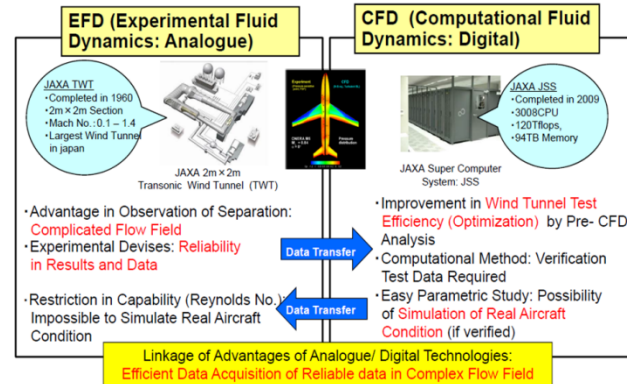 EFD (Experimental Fluid
Dynamics: Analogue)
JAXA TWT
・Completed in 1960
・2m×2m Section
・Mach No.:0.1 – 1.4
・Largest Wind Tunnel
in japan
JAXA 2m×2m
Transonic Wind Tunnel (TWT)
・Advantage in Observation of Separation:
Complicated Flow Field
・Experimental Devises: Reliability
in Results and Data
・Restriction in Capability (Reynolds No.):
Impossible to Simulate Real Aircraft
Condition
Experiment
CFD
Pressure
distribution
Data Transfer
Data Transfer
CFD (Computational Fluid
Dynamics: Digital)
JAXA JSS
・Completed in 2009
・3008CPU
・120Tflops,
・94TB Memory
JAXA Super Computer
System: JSS
・Improvement in Wind Tunnel Test
Efficiency (Optimization) by Pre- CFD
Analysis
・Computational Method: Verification
Test Data Required
・Easy Parametric Study: Possibility
of Simulation of Real Aircraft
Condition (if verified)
Linkage of Advantages of Analogue/ Digital Technologies:
Efficient Data Acquisition of Reliable data in Complex Flow Field